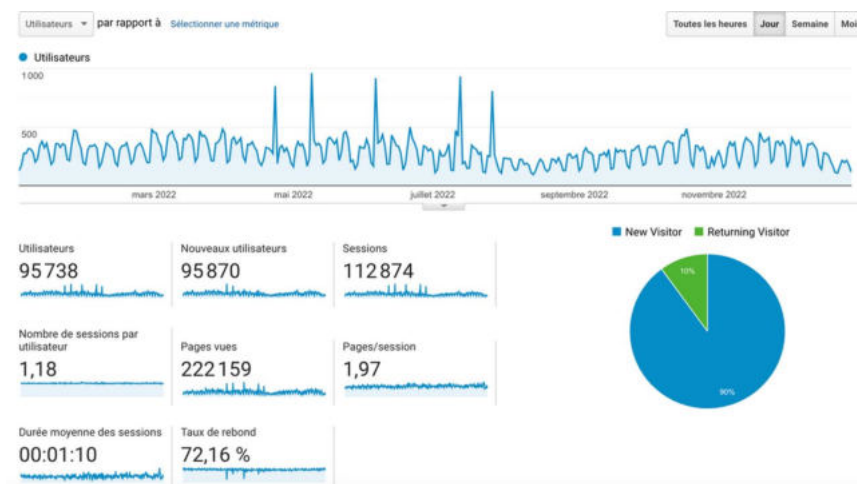 Utilisateurs par rapport à Sélectionner une métrique
Toutes les heures Jour Semaine Moi
Utilisateurs
1 000
500
mars 2022 mai 2022 juillet 2022 septembre 2022 novembre 2022
New Visitor Returning Visitor
Utilisateurs
95 738
Nouveaux utilisateurs
95 870
Sessions
112 874
10%
90%
Nombre de sessions par
utilisateur
1,18
Pages vues
222 159
Pages/session
1,97
Durée moyenne des sessions
00:01:10
Taux de rebond
72,16 %